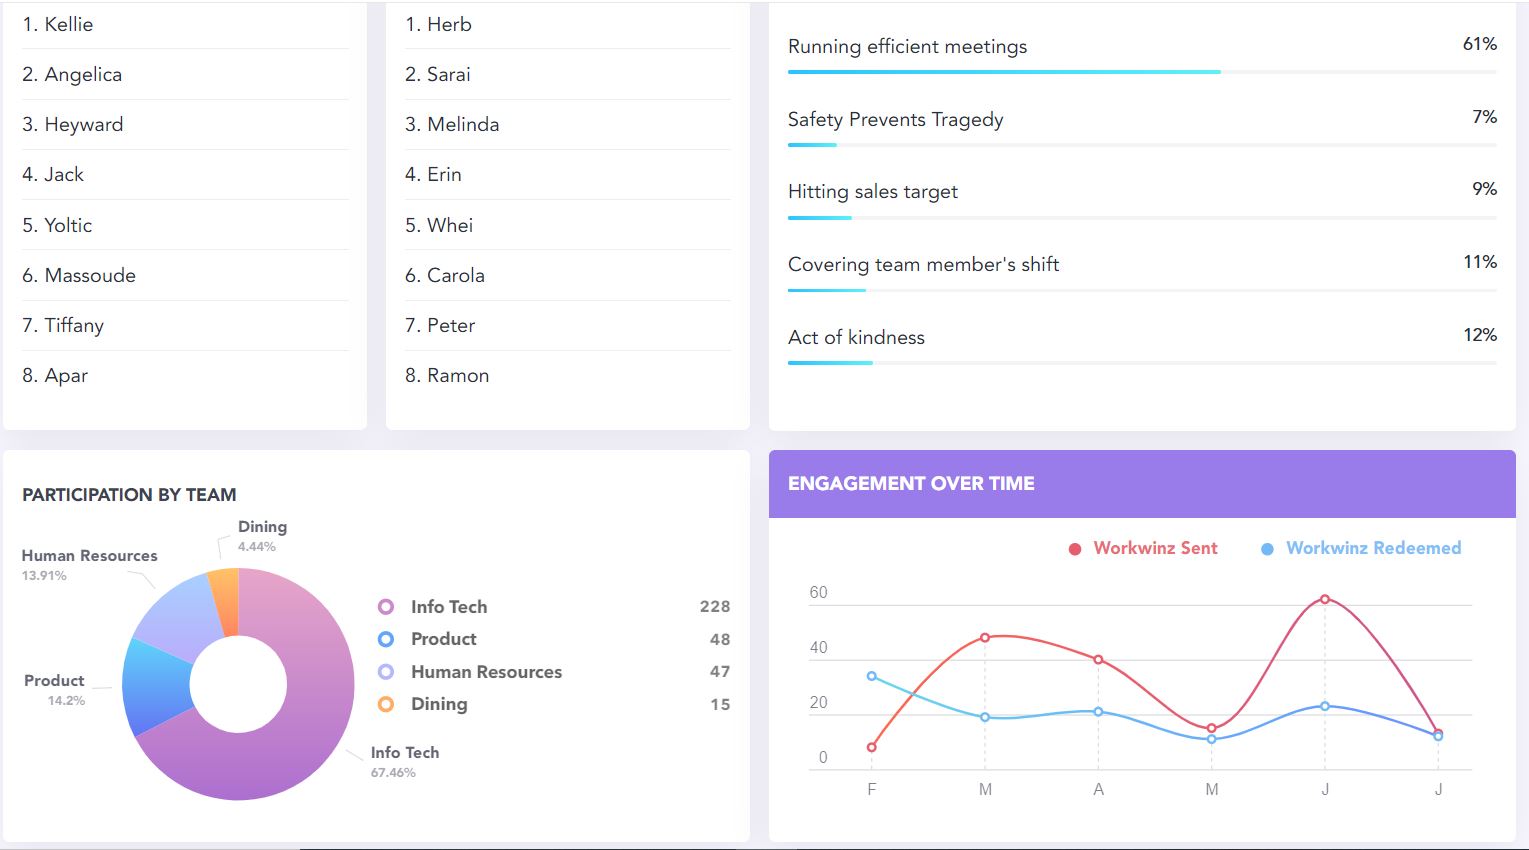 1. Kellie
2. Angelica
3. Heyward
4. Jack
5. Yoltic
6. Massoude
7. Tiffany
8. Apar
1. Herb
2. Sarai
3. Melinda
4. Erin
5. Whei
6. Carola
7. Peter
8. Ramon
Running efficient meetings 61%
Safety Prevents Tragedy 7%
Hitting sales target 9%
Covering team member's shift 11%
Act of kindness 12%
PARTICIPATION BY TEAM
Dining
4.44%
Human Resources
13.91%
Product
14.2%
Info Tech
67.46%
Info Tech 228
Product 48
Human Resources 47
Dining 15
ENGAGEMENT OVER TIME
Workwinz Sent Workwinz Redeemed
60
40
20
0
F M A M J J